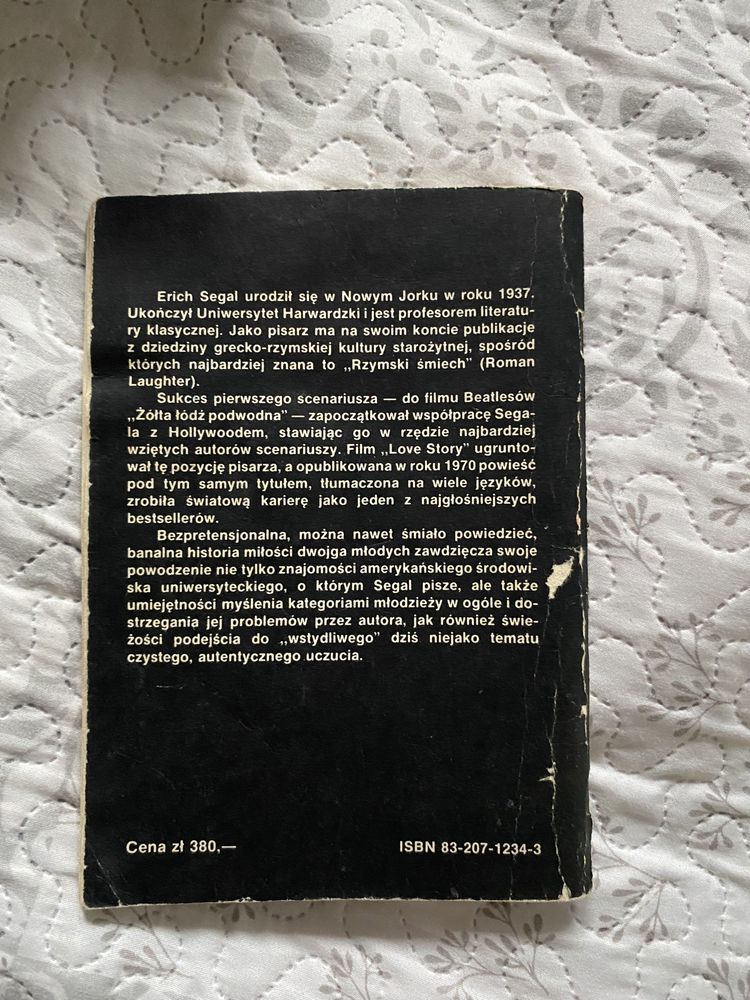 Erich Segal urodził się w Nowym Jorku w roku 1937.
Ukończył Uniwersytet Harwardzki i jest profesorem literatu-
ry klasycznej. Jako pisarz ma na swoim koncie publikacje
z dziedziny grecko-rzymskiej kultury starożytnej, spośród
których najbardziej znana to „Rzymski śmiech" (Roman
Laughter).
Sukces pierwszego scenariusza — do filmu Beatlesów
„Żółta łódź podwodna" — zapoczątkował współpracę Sega-
la z Hollywoodem, stawiając go w rzędzie najbardziej
wziętych autorów scenariuszy. Film „Love Story" ugrunto-
wał tę pozycję pisarza, a opublikowana w roku 1970 powieść
pod tym samym tytułem, tłumaczona na wiele języków,
zrobiła światową karierę jako jeden z najgłośniejszych
bestsellerów.
Bezpretensjonalna, można nawet śmiało powiedzieć,
banalna historia miłości dwojga młodych zawdzięcza swoje
powodzenie nie tylko znajomości amerykańskiego środowi-
ska uniwersyteckiego, o którym Segal pisze, ale także
umiejętności myślenia kategoriami młodzieży w ogóle i do-
strzegania jej problemów przez autora, jak również świe-
żości podejścia do „wstydliwego" dziś niejako tematu
czystego, autentycznego uczucia.
Cena zł 380,—
ISBN 83-207-1234-3